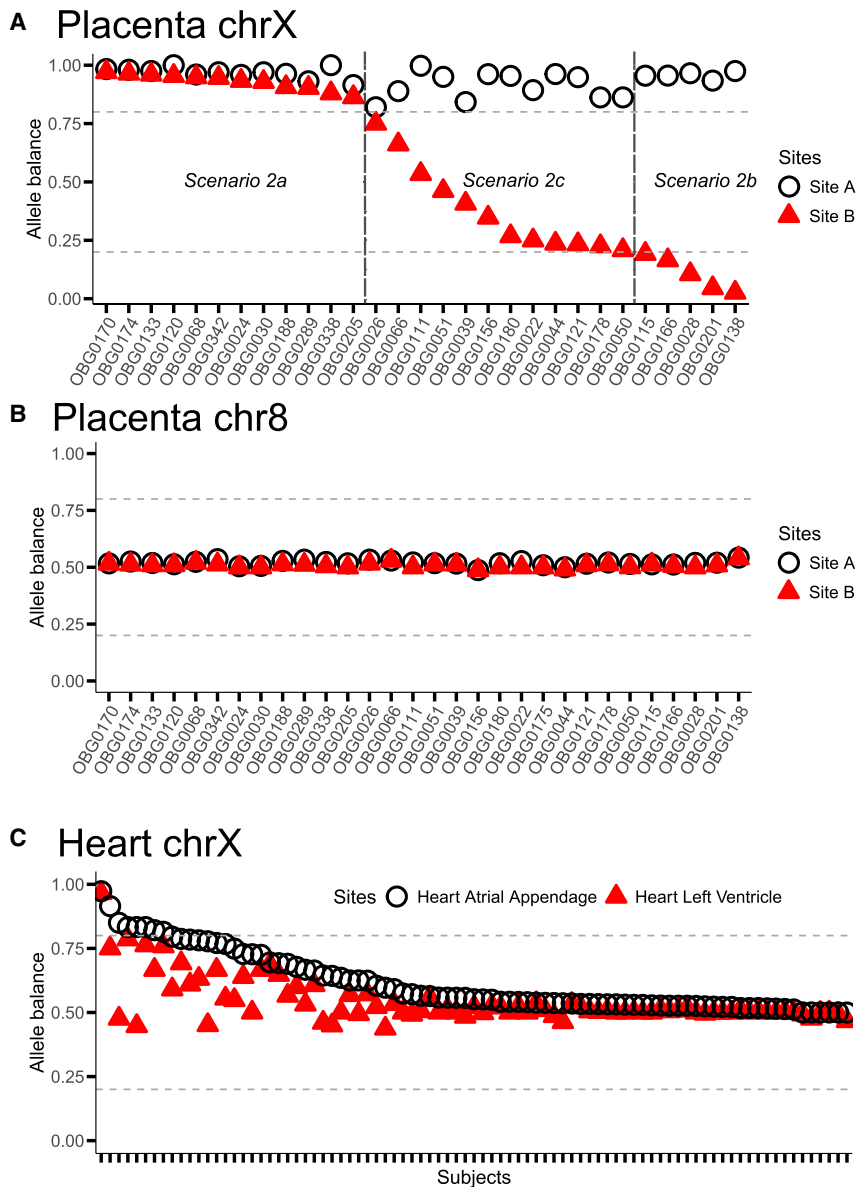 A Placenta chrX
Allele balance
1.00
0.75
0.50
0.25
0.00
Scenario 2a
Scenario 2c
Scenario 2b
Sites
Site A
Site B
OBG0170
OBG0174
OBG0133
OBG0120
OBG0068
OBG0342
OBG0024
OBG0030
OBG0188
OBG0289
OBG0338
OBG0205
OBG0026
OBG0066
OBG0111
OBG0051
OBG0039
OBG0156
OBG0180
OBG0022
OBG0044
OBG0121
OBG0178
OBG0050
OBG0115
OBG0166
OBG0028
OBG0201
OBG0138
B Placenta chr8
Allele balance
1.00
0.75
0.50
0.25
0.00
Sites
Site A
Site B
OBG0170
OBG0174
OBG0133
OBG0120
OBG0068
OBG0342
OBG0024
OBG0030
OBG0188
OBG0289
OBG0338
OBG0205
OBG0026
OBG0066
OBG0111
OBG0051
OBG0039
OBG0156
OBG0180
OBG0022
OBG0175
OBG0044
OBG0121
OBG0178
OBG0050
OBG0115
OBG0166
OBG0028
OBG0201
OBG0138
C Heart chrX
Allele balance
1.00
0.75
0.50
0.25
0.00
Sites Heart Atrial Appendage Heart Left Ventricle
Subjects